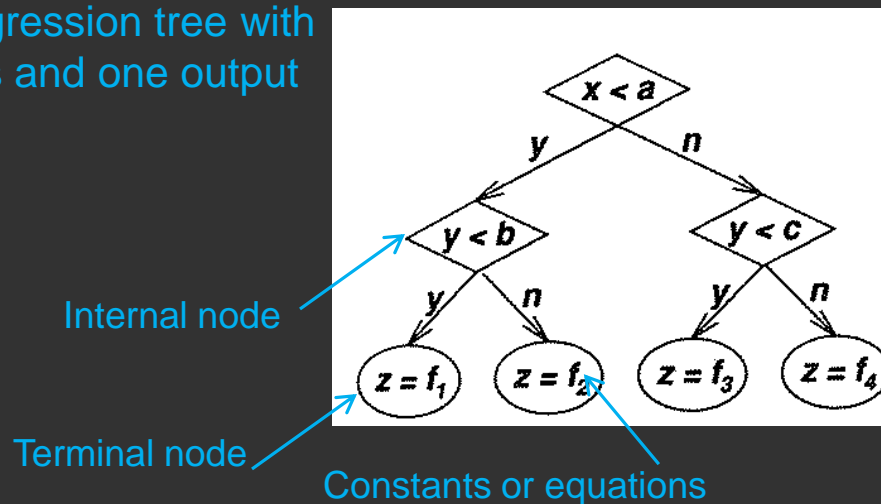 gression tree with
s and one output
x < a
y n
y < b y < c
y n y n
Internal node
z = f₁ z = f₂ z = f₃ z = f₄
Terminal node
Constants or equations